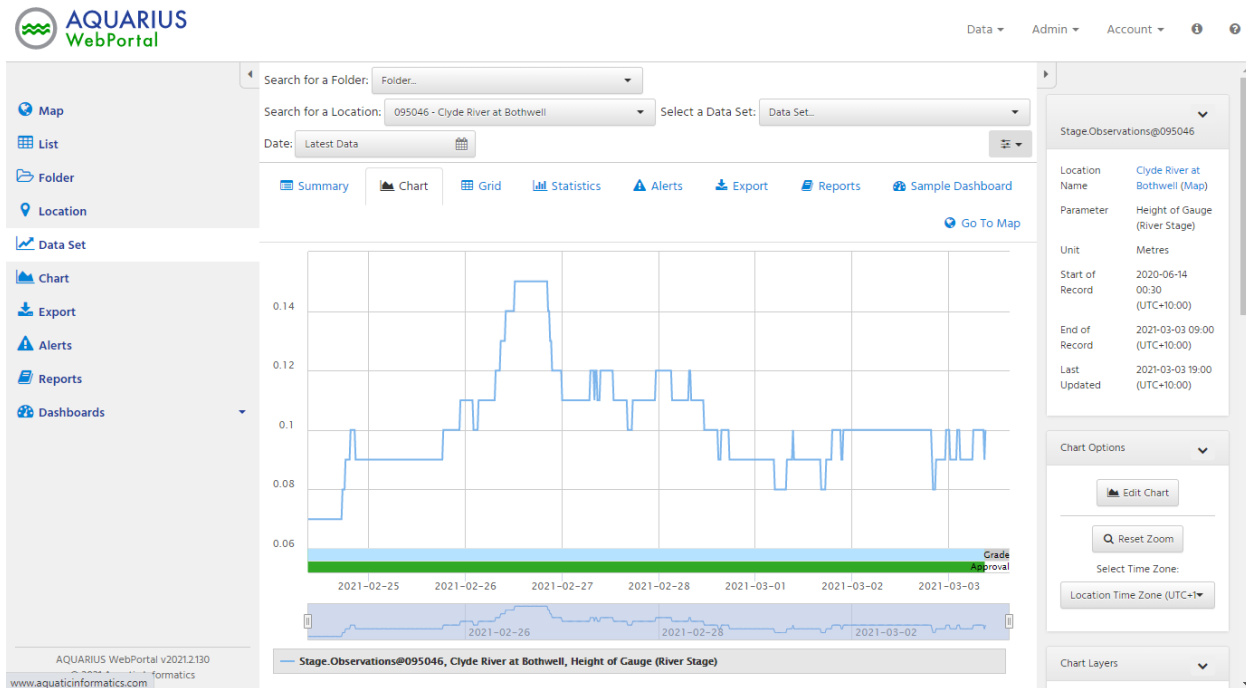 AQUARIUS
WebPortal
Data
Admin
Account
Map
List
Folder
Location
Data Set
Chart
Export
Alerts
Reports
Dashboards
AQUARIUS WebPortal v2021.2.130
www.aquaticinformatics.com
Search for a Folder: Folder...
Search for a Location: 095046 - Clyde River at Bothwell Select a Data Set: Data Set...
Date: Latest Data
Summary Chart Grid Statistics Alerts Export Reports Sample Dashboard
Go To Map
0.14
0.12
0.1
0.08
0.06
Grade
Approval
2021-02-25 2021-02-26 2021-02-27 2021-02-28 2021-03-01 2021-03-02 2021-03-03
2021-02-26 2021-02-28 2021-03-02
Stage.Observations@095046, Clyde River at Bothwell, Height of Gauge (River Stage)
Stage.Observations@095046
Location Name Clyde River at Bothwell (Map)
Parameter Height of Gauge (River Stage)
Unit Metres
Start of Record 2020-06-14 00:30 (UTC+10:00)
End of Record 2021-03-03 09:00 (UTC+10:00)
Last Updated 2021-03-03 19:00 (UTC+10:00)
Chart Options
Edit Chart
Reset Zoom
Select Time Zone:
Location Time Zone (UTC+1
Chart Layers